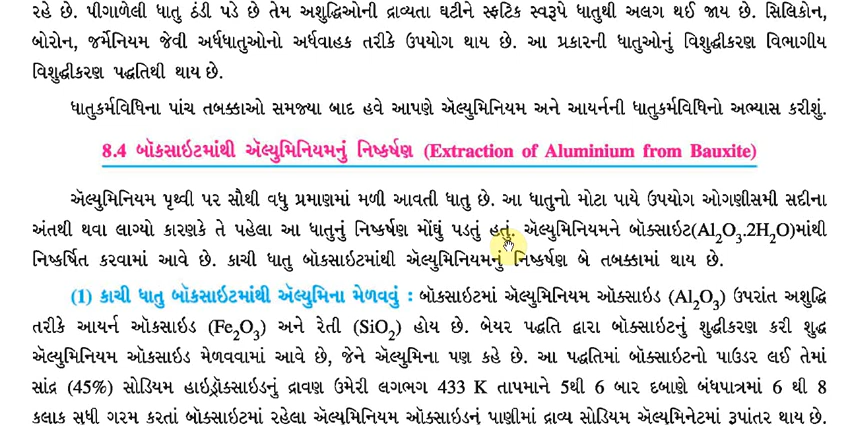 રહે છે. પીગાળેલી ધાતુ ઠંડી પડે છે તેમ અશુદ્ધિઓની દ્રાવ્યતા ઘટીને સ્ફટિક સ્વરૂપે ધાતુથી અલગ થઈ જાય છે. સિલિકોન,
બોરોન, જર્મેનિયમ જેવી અર્ધધાતુઓનો અર્ધવાહક તરીકે ઉપયોગ થાય છે. આ પ્રકારની ધાતુઓનું વિશુદ્ધીકરણ વિભાગીય
વિશુદ્ધીકરણ પદ્ધતિથી થાય છે.
ધાતુકર્મવિધિના પાંચ તબક્કાઓ સમજ્યા બાદ હવે આપણે ઍલ્યુમિનિયમ અને આયર્નની ધાતુકર્મવિધિનો અભ્યાસ કરીશું.
8.4 બૉકસાઇટમાંથી ઍલ્યુમિનિયમનું નિષ્કર્ષણ (Extraction of Aluminium from Bauxite)
ઍલ્યુમિનિયમ પૃથ્વી પર સૌથી વધુ પ્રમાણમાં મળી આવતી ધાતુ છે. આ ધાતુનો મોટા પાયે ઉપયોગ ઓગણીસમી સદીના
અંતથી થવા લાગ્યો કારણકે તે પહેલા આ ધાતુનું નિષ્કર્ષણ મોંઘું પડતું હતું. ઍલ્યુમિનિયમને બૉક્સાઇટ(Al₂O₃.2H₂O)માંથી
નિષ્કર્ષિત કરવામાં આવે છે. કાચી ધાતુ બૉક્સાઇટમાંથી ઍલ્યુમિનિયમનું નિષ્કર્ષણ બે તબક્કામાં થાય છે.
(1) કાચી ધાતુ બૉકસાઇટમાંથી ઍલ્યુમિના મેળવવું : બૉકસાઇટમાં ઍલ્યુમિનિયમ ઑક્સાઇડ (Al₂O₃) ઉપરાંત અશુદ્ધિ
તરીકે આયર્ન ઑકસાઇડ (Fe₂O₃) અને રેતી (SiO₂) હોય છે. બેયર પદ્ધતિ દ્વારા બૉક્સાઇટનું શુદ્ધીકરણ કરી શુદ્ધ
ઍલ્યુમિનિયમ ઑકસાઇડ મેળવવામાં આવે છે, જેને ઍલ્યુમિના પણ કહે છે. આ પદ્ધતિમાં બૉક્સાઇટનો પાઉડર લઈ તેમાં
સાંદ્ર (45%) સોડિયમ હાઇડ્રૉક્સાઇડનું દ્રાવણ ઉમેરી લગભગ 433 K તાપમાને 5થી 6 બાર દબાણે બંધપાત્રમાં 6 થી 8
કલાક સુધી ગરમ કરતાં બૉકસાઇટમાં રહેલા ઍલ્યુમિનિયમ ઑક્સાઇડનું પાણીમાં દ્રાવ્ય સોડિયમ ઍલ્યુમિનેટમાં રૂપાંતર થાય છે.